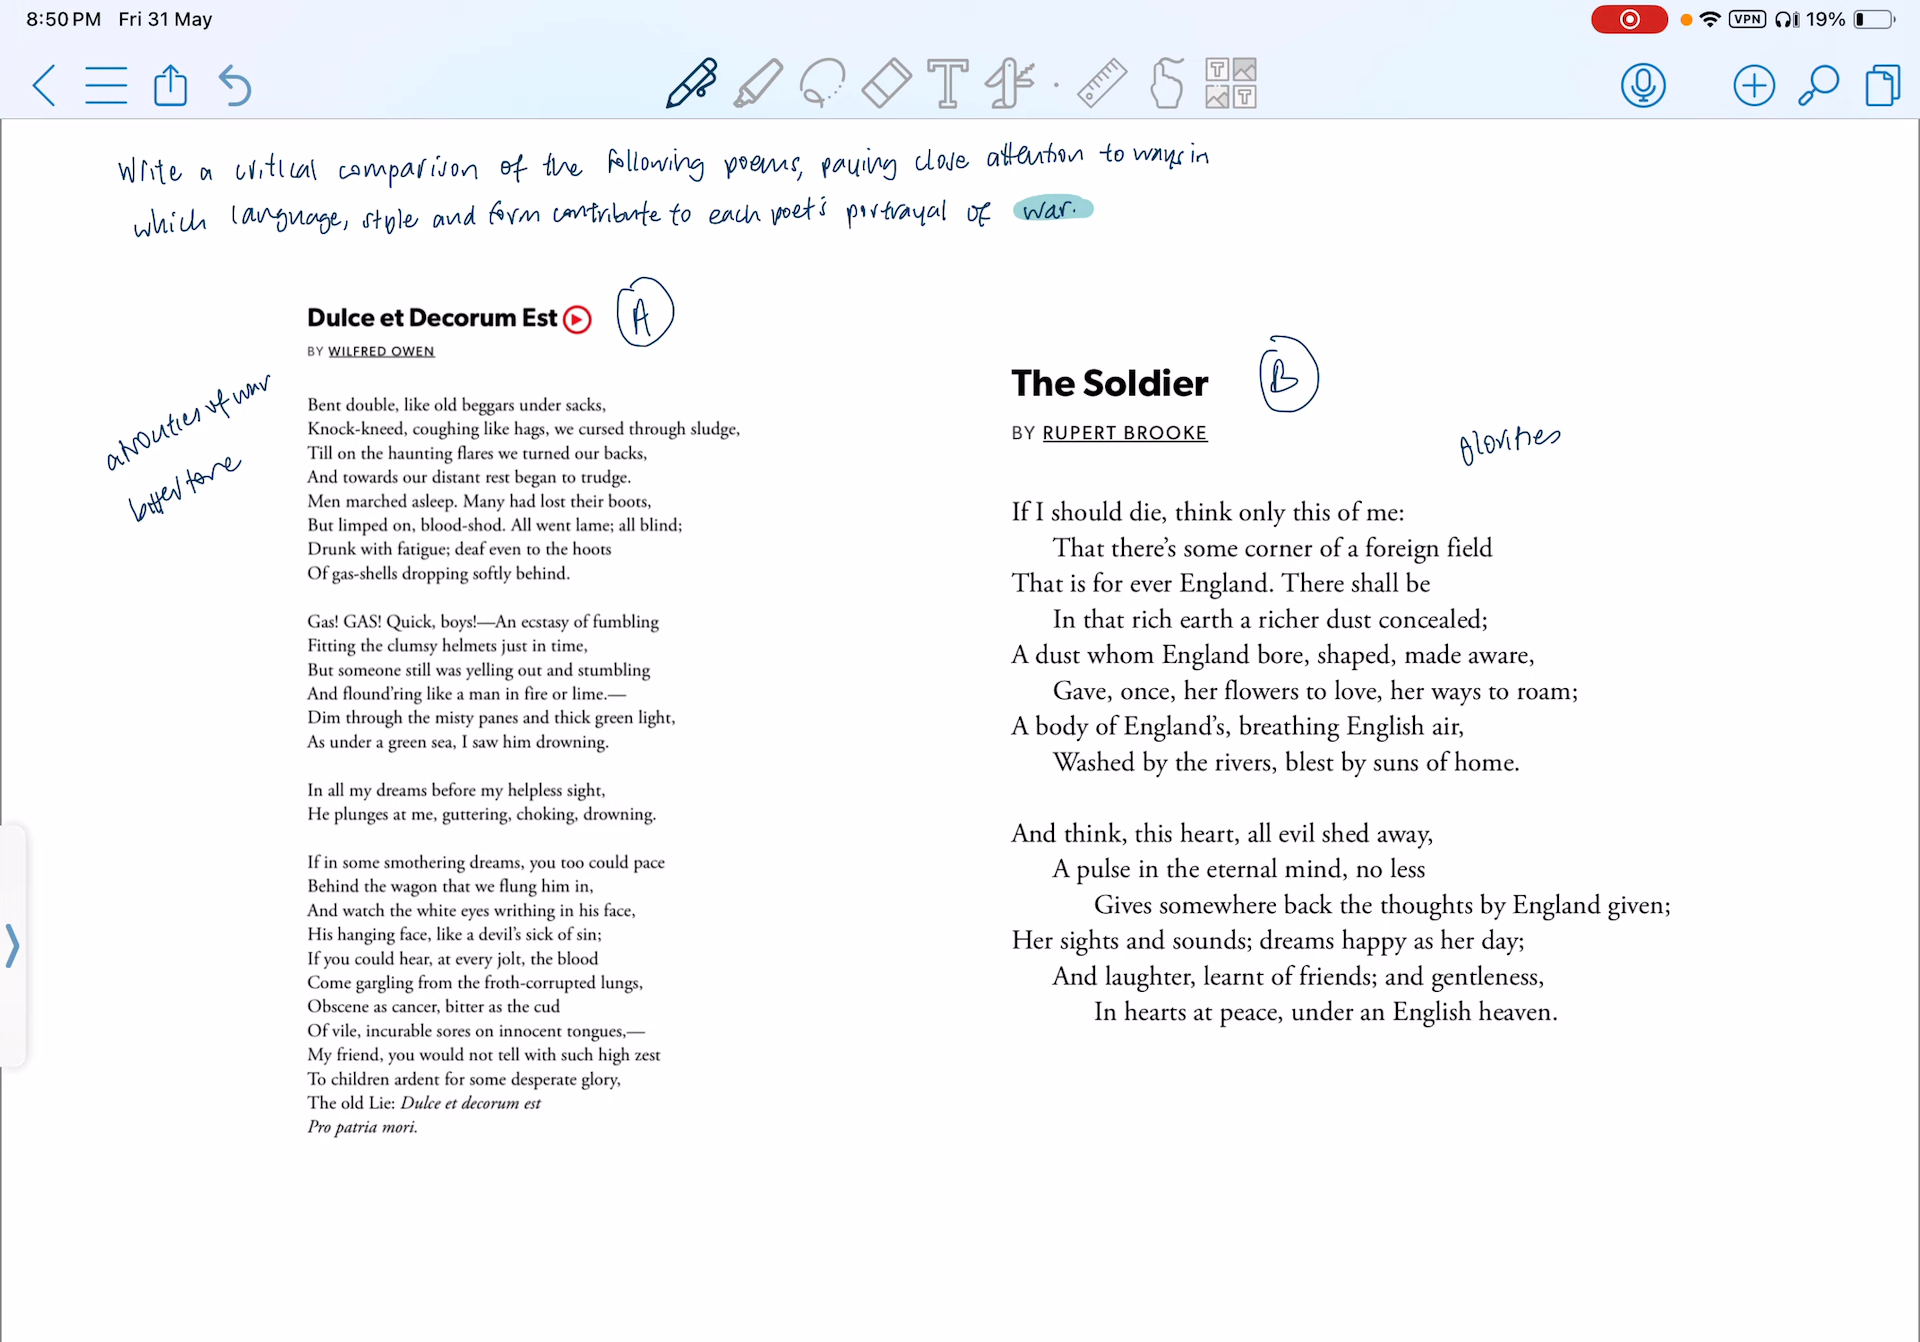 8:50 PM Fri 31 May
VPN 19%
Write a critical comparison of the following poems, paying close attention to ways in
which language, style and form contribute to each poet's portrayal of war.
Dulce et Decorum Est
A
BY WILFRED OWEN
atrocities of war
bitter tone
Bent double, like old beggars under sacks,
Knock-kneed, coughing like hags, we cursed through sludge,
Till on the haunting flares we turned our backs,
And towards our distant rest began to trudge.
Men marched asleep. Many had lost their boots,
But limped on, blood-shod. All went lame; all blind;
Drunk with fatigue; deaf even to the hoots
Of gas-shells dropping softly behind.
Gas! GAS! Quick, boys!—An ecstasy of fumbling
Fitting the clumsy helmets just in time,
But someone still was yelling out and stumbling
And flound'ring like a man in fire or lime.—
Dim through the misty panes and thick green light,
As under a green sea, I saw him drowning.
In all my dreams before my helpless sight,
He plunges at me, guttering, choking, drowning.
If in some smothering dreams, you too could pace
Behind the wagon that we flung him in,
And watch the white eyes writhing in his face,
His hanging face, like a devil's sick of sin;
If you could hear, at every jolt, the blood
Come gargling from the froth-corrupted lungs,
Obscene as cancer, bitter as the cud
Of vile, incurable sores on innocent tongues,—
My friend, you would not tell with such high zest
To children ardent for some desperate glory,
The old Lie: Dulce et decorum est
Pro patria mori.
The Soldier
B
BY RUPERT BROOKE
glorifies
If I should die, think only this of me:
That there's some corner of a foreign field
That is for ever England. There shall be
In that rich earth a richer dust concealed;
A dust whom England bore, shaped, made aware,
Gave, once, her flowers to love, her ways to roam;
A body of England's, breathing English air,
Washed by the rivers, blest by suns of home.
And think, this heart, all evil shed away,
A pulse in the eternal mind, no less
Gives somewhere back the thoughts by England given;
Her sights and sounds; dreams happy as her day;
And laughter, learnt of friends; and gentleness,
In hearts at peace, under an English heaven.